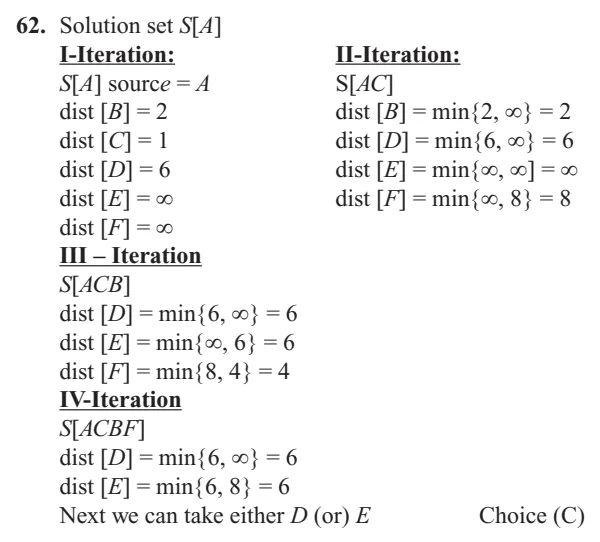 62. Solution set S[A]
I-Iteration:
S[A] source = A
dist [B] = 2
dist [C] = 1
dist [D] = 6
dist [E] = ∞
dist [F] = ∞
II-Iteration:
S[AC]
dist [B] = min{2, ∞} = 2
dist [D] = min{6, ∞} = 6
dist [E] = min{∞, ∞] = ∞
dist [F] = min{∞, 8} = 8
III – Iteration
S[ACB]
dist [D] = min{6, ∞} = 6
dist [E] = min{∞, 6} = 6
dist [F] = min{8, 4} = 4
IV-Iteration
S[ACBF]
dist [D] = min{6, ∞} = 6
dist [E] = min{6, 8} = 6
Next we can take either D (or) E Choice (C)